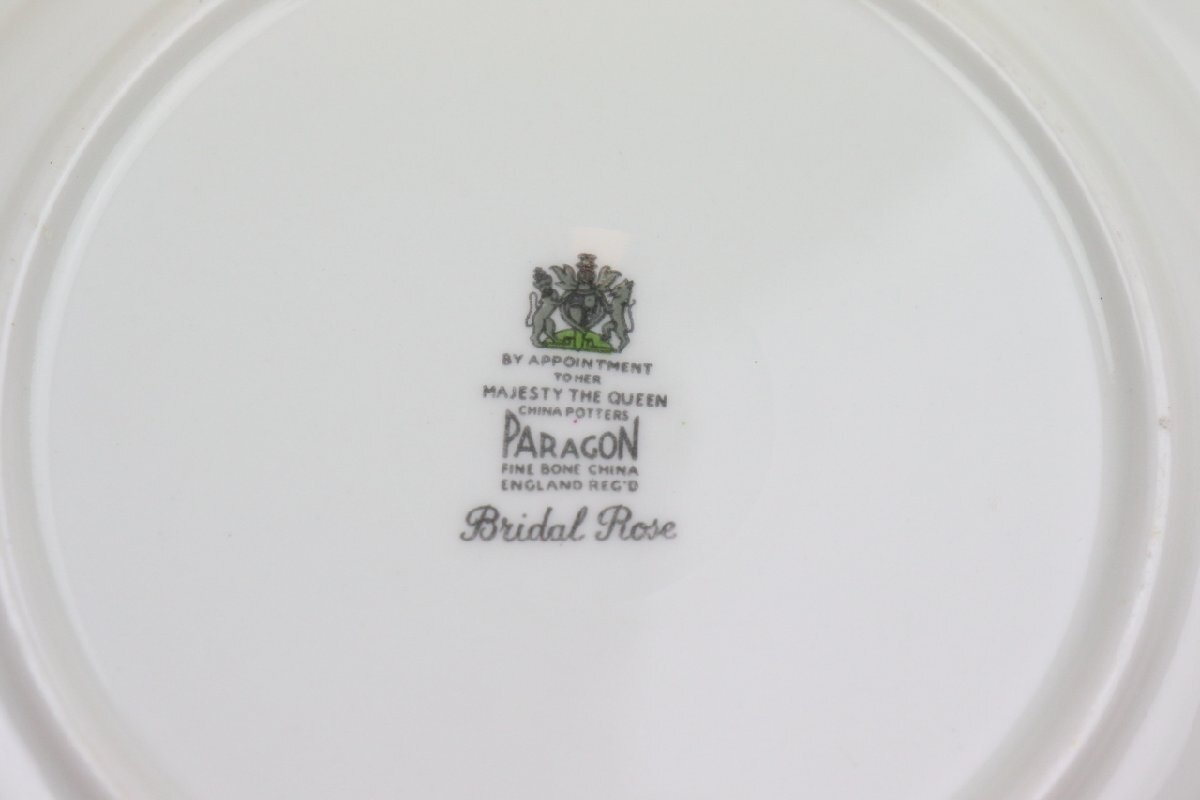 BY APPOINTMENT
TO HER
MAJESTY THE QUEEN
CHINA POTTERS
PARAGON
FINE BONE CHINA
ENGLAND REG'D
Bridal Rose